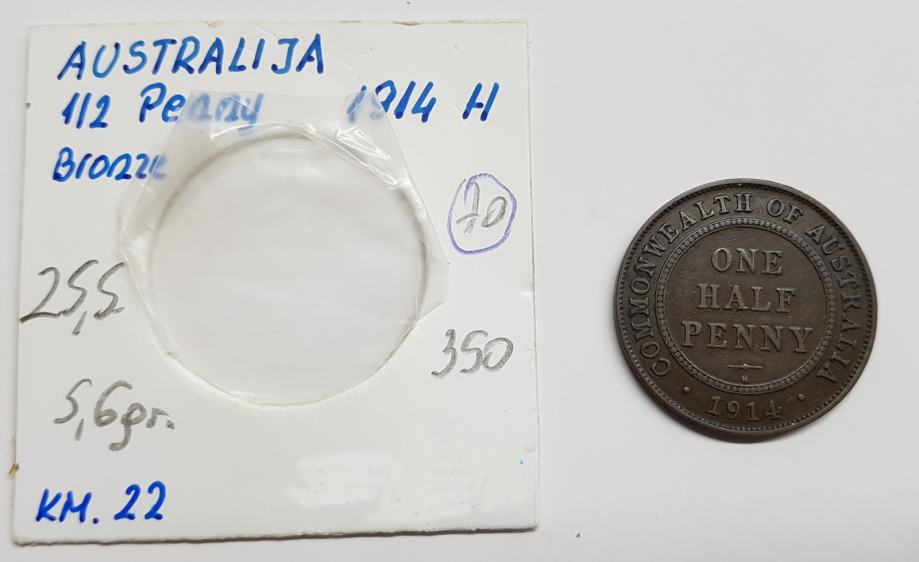 AUSTRALIJA
1/2 Penny 1914 H
Bronze
70
25,5
350
5,6gr.
KM. 22
COMMONWEALTH OF AUSTRALIA
ONE
HALF
PENNY
H
1914